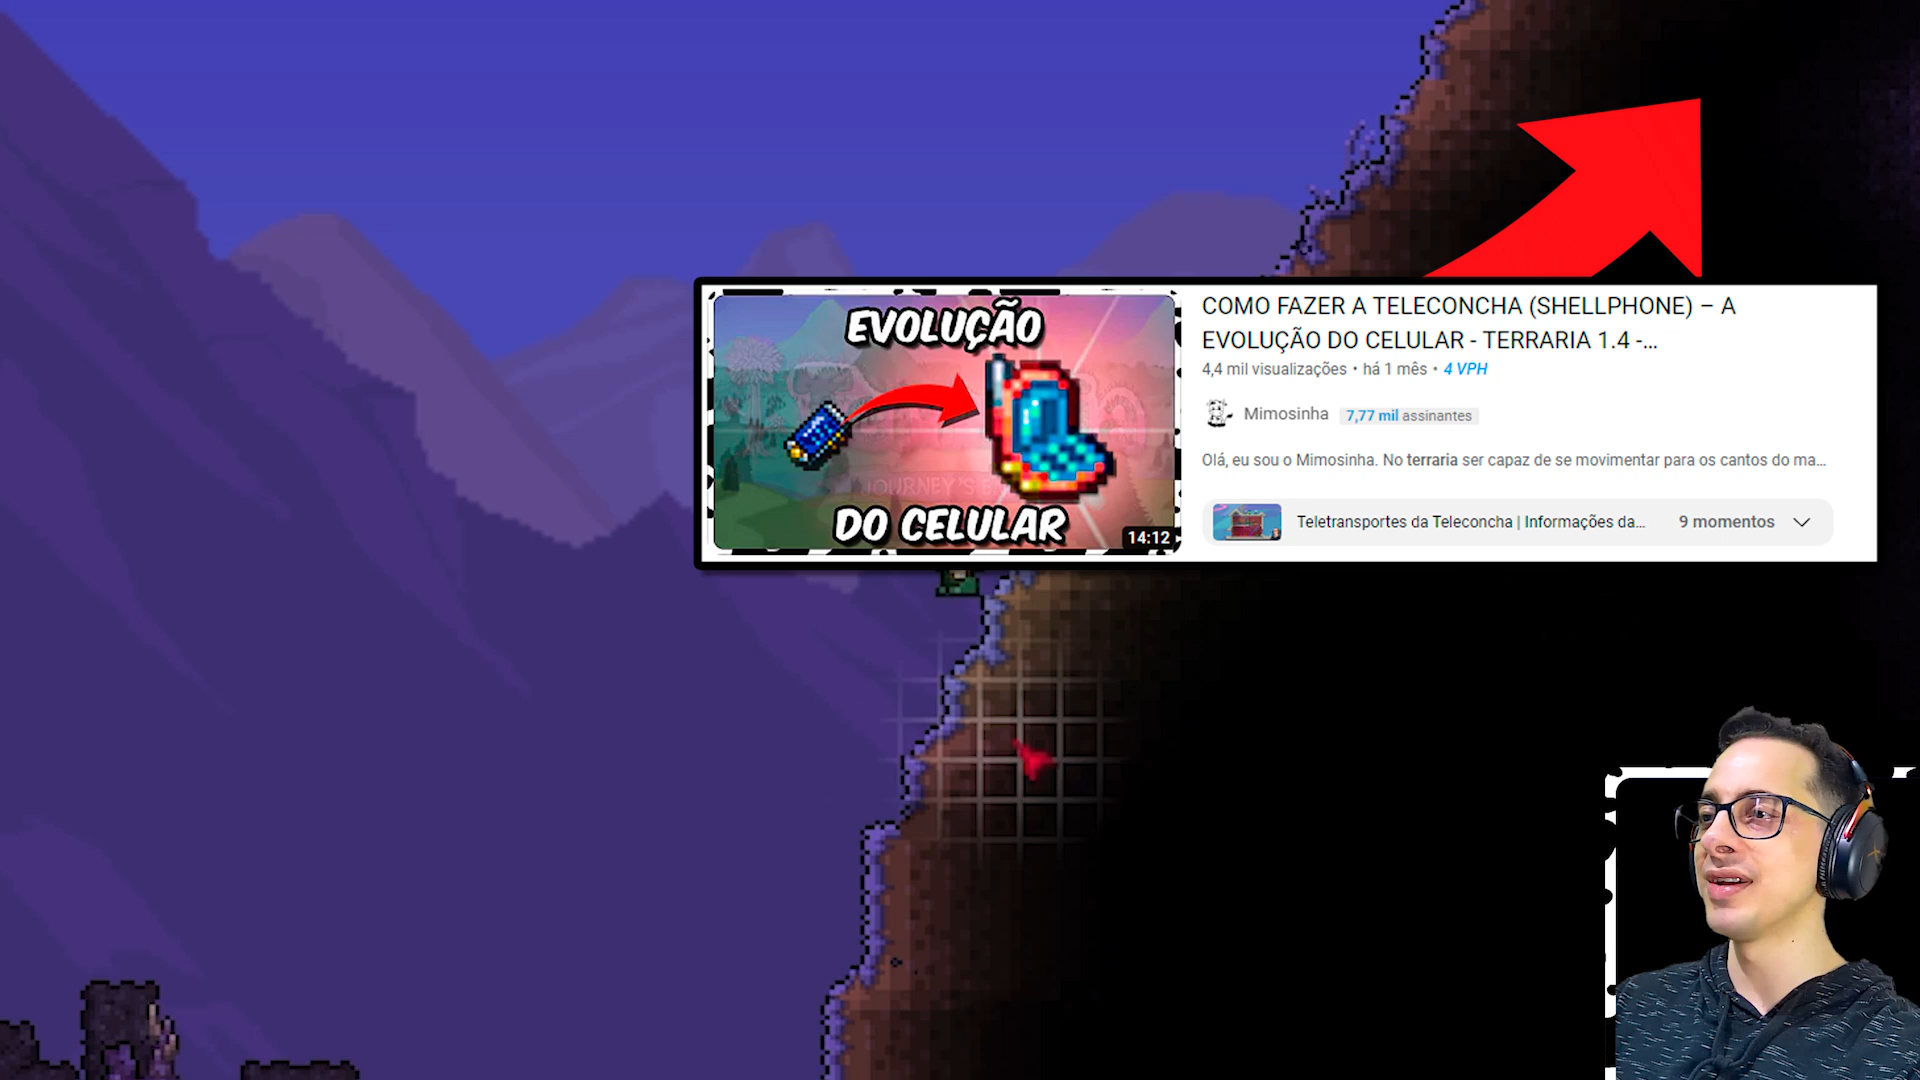 EVOLUÇÃO
DO CELULAR
14:12
COMO FAZER A TELECONCHA (SHELLPHONE) – A
EVOLUÇÃO DO CELULAR - TERRARIA 1.4 -...
4,4 mil visualizações • há 1 mês • 4 VPH
Mimosinha 7,77 mil assinantes
Olá, eu sou o Mimosinha. No terraria ser capaz de se movimentar para os cantos do ma...
Teletransportes da Teleconcha | Informações da... 9 momentos